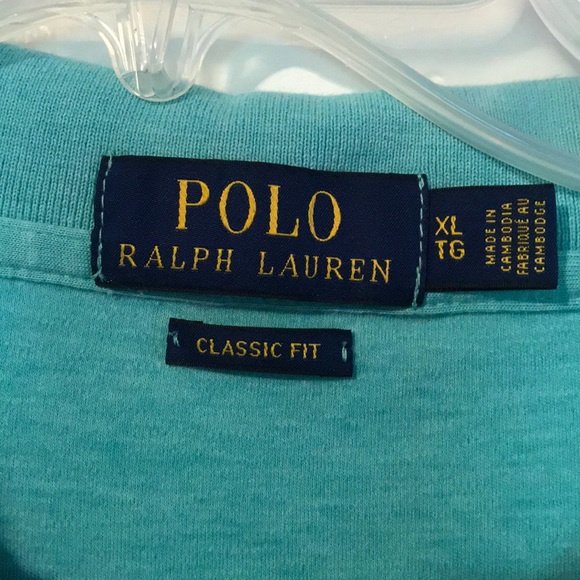 POLO
RALPH LAUREN
XL
TG
MADE IN
CAMBODIA
FABRIQUÉ AU
CAMBODGE
CLASSIC FIT